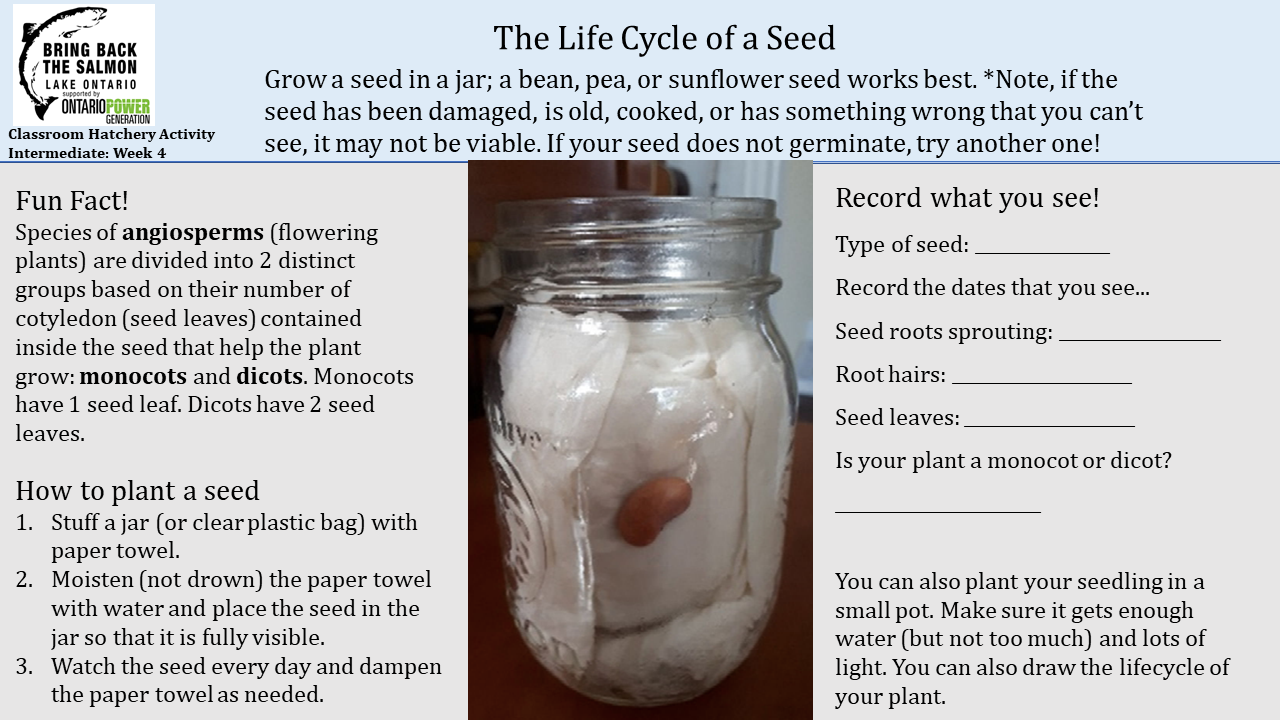 BRING BACK
THE SALMON
LAKE ONTARIO
supported by
ONTARIOPOWER
GENERATION
Classroom Hatchery Activity
Intermediate: Week 4
The Life Cycle of a Seed
Grow a seed in a jar; a bean, pea, or sunflower seed works best. *Note, if the
seed has been damaged, is old, cooked, or has something wrong that you can’t
see, it may not be viable. If your seed does not germinate, try another one!
Fun Fact!
Species of angiosperms (flowering
plants) are divided into 2 distinct
groups based on their number of
cotyledon (seed leaves) contained
inside the seed that help the plant
grow: monocots and dicots. Monocots
have 1 seed leaf. Dicots have 2 seed
leaves.
How to plant a seed
1. Stuff a jar (or clear plastic bag) with
paper towel.
2. Moisten (not drown) the paper towel
with water and place the seed in the
jar so that it is fully visible.
3. Watch the seed every day and dampen
the paper towel as needed.
Record what you see!
Type of seed: _______________
Record the dates that you see...
Seed roots sprouting: __________________
Root hairs: ____________________
Seed leaves: ___________________
Is your plant a monocot or dicot?
_______________________
You can also plant your seedling in a
small pot. Make sure it gets enough
water (but not too much) and lots of
light. You can also draw the lifecycle of
your plant.